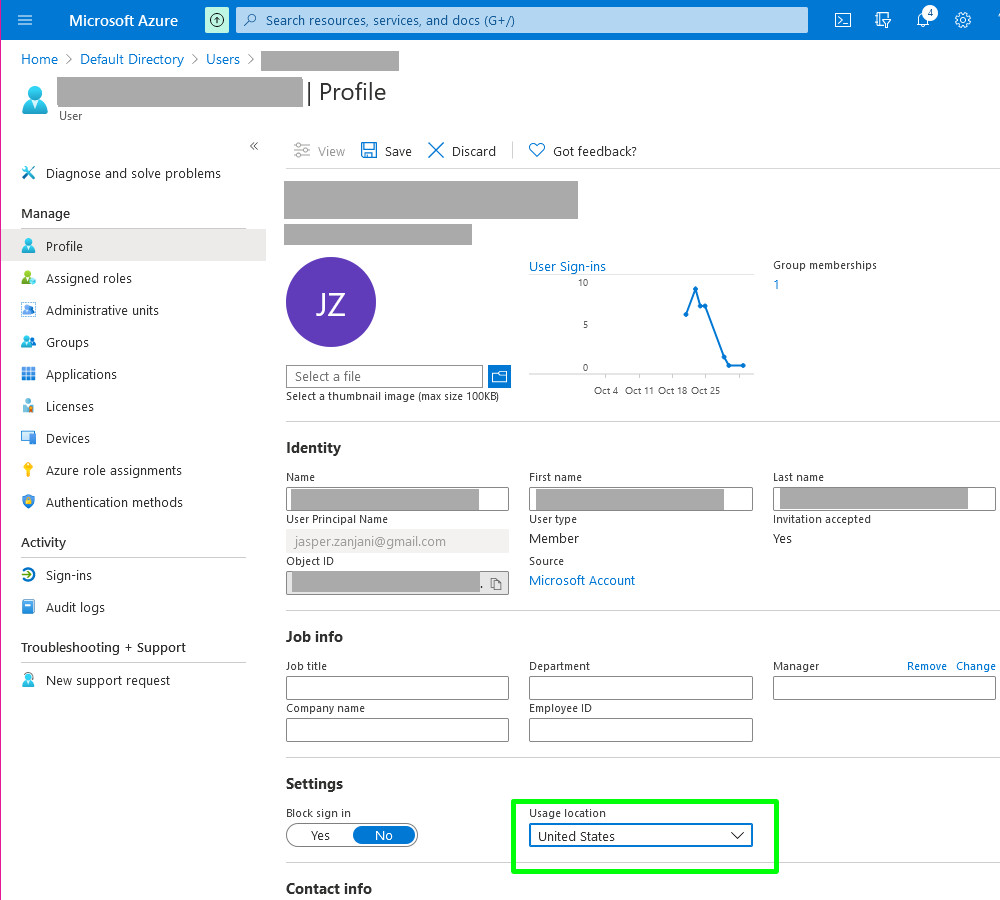 Microsoft Azure
Search resources, services, and docs (G+/)
4
Home > Default Directory > Users >
| Profile
User
«
View Save Discard Got feedback?
Diagnose and solve problems
Manage
Profile
Assigned roles
Administrative units
Groups
Applications
Licenses
Devices
Azure role assignments
Authentication methods
Activity
Sign-ins
Audit logs
Troubleshooting + Support
New support request
JZ
Select a file
Select a thumbnail image (max size 100KB)
User Sign-ins
10
5
0
Oct 4 Oct 11 Oct 18 Oct 25
Group memberships
1
Identity
Name First name Last name
User Principal Name User type Invitation accepted
jasper.zanjani@gmail.com Member Yes
Object ID Source
Microsoft Account
Job info
Job title Department Manager Remove Change
Company name Employee ID
Settings
Block sign in Usage location
Yes No United States
Contact info